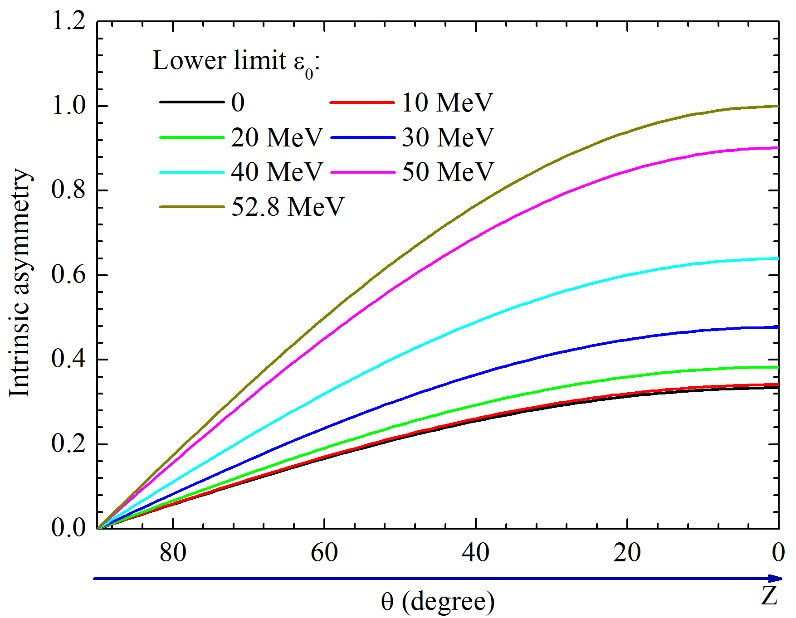 1.2
1.0
0.8
0.6
0.4
0.2
0.0
Intrinsic asymmetry
Lower limit ε₀:
0 10 MeV
20 MeV 30 MeV
40 MeV 50 MeV
52.8 MeV
80 60 40 20 0
Z
θ (degree)